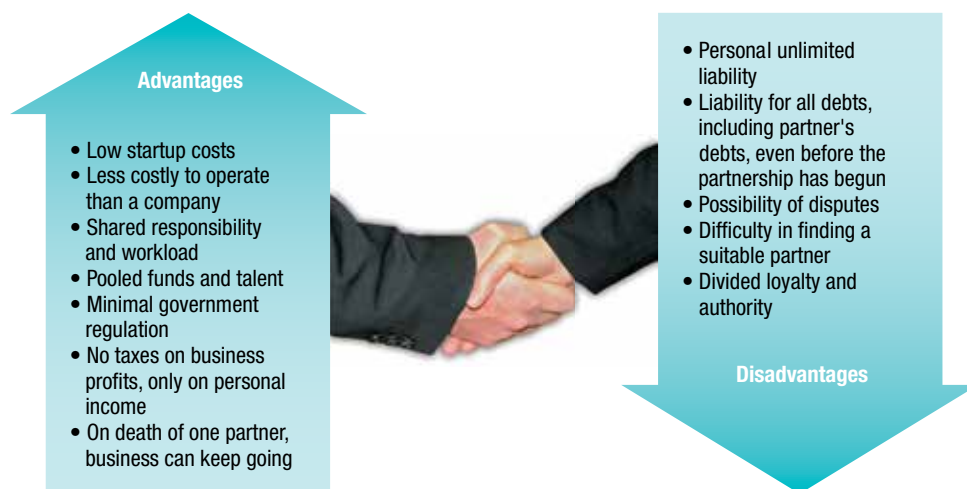 Advantages
• Low startup costs
• Less costly to operate
than a company
• Shared responsibility
and workload
• Pooled funds and talent
• Minimal government
regulation
• No taxes on business
profits, only on personal
income
• On death of one partner,
business can keep going
• Personal unlimited
liability
• Liability for all debts,
including partner's
debts, even before the
partnership has begun
• Possibility of disputes
• Difficulty in finding a
suitable partner
• Divided loyalty and
authority
Disadvantages